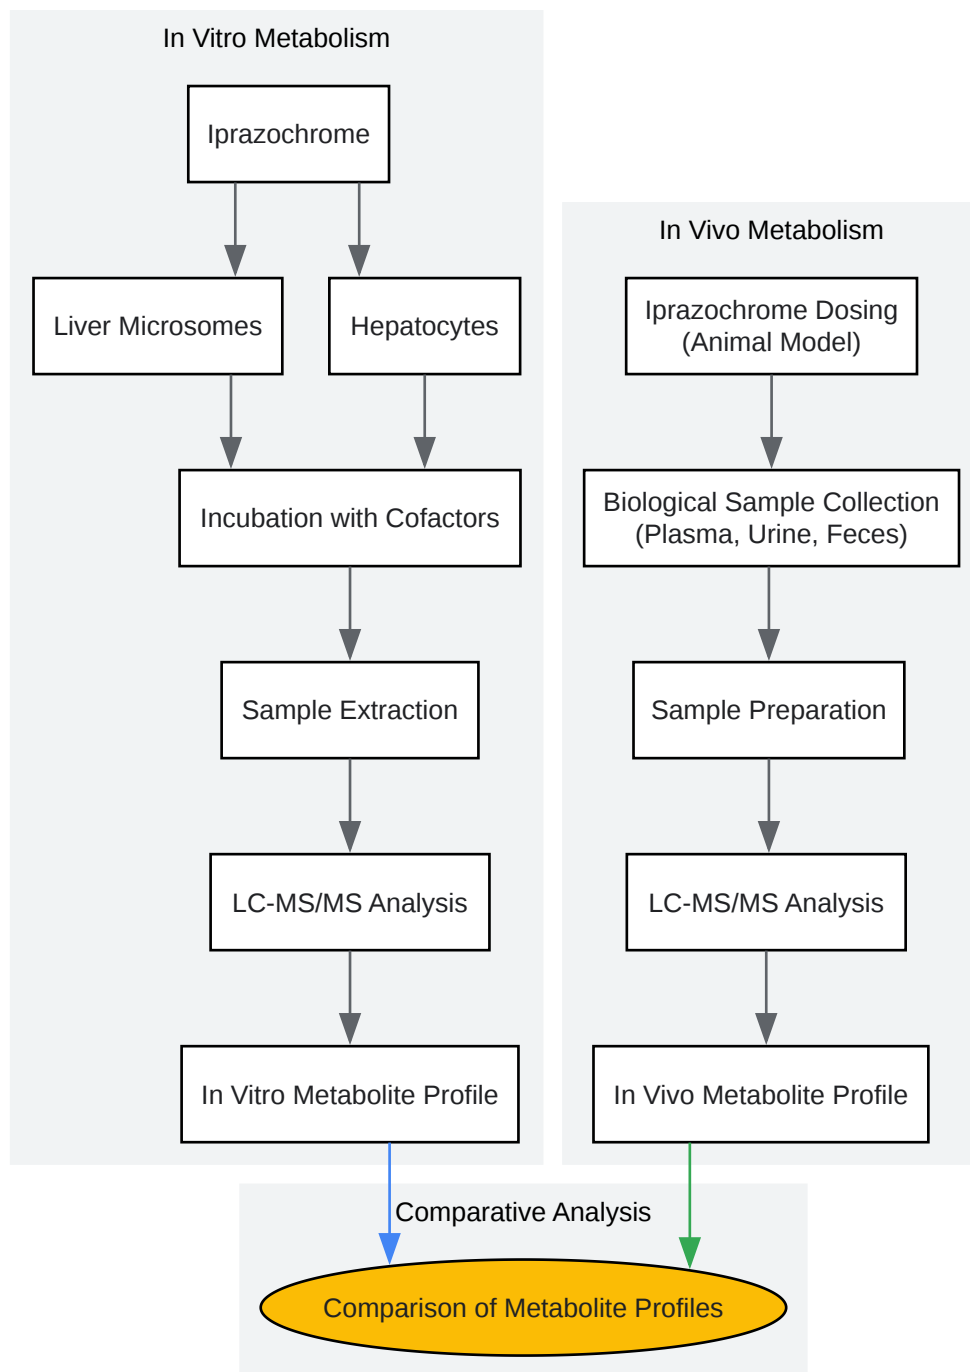 In Vitro Metabolism
Iprazochrome
Liver Microsomes
Hepatocytes
Incubation with Cofactors
Sample Extraction
LC-MS/MS Analysis
In Vitro Metabolite Profile
In Vivo Metabolism
Iprazochrome Dosing
(Animal Model)
Biological Sample Collection
(Plasma, Urine, Feces)
Sample Preparation
LC-MS/MS Analysis
In Vivo Metabolite Profile
Comparative Analysis
Comparison of Metabolite Profiles